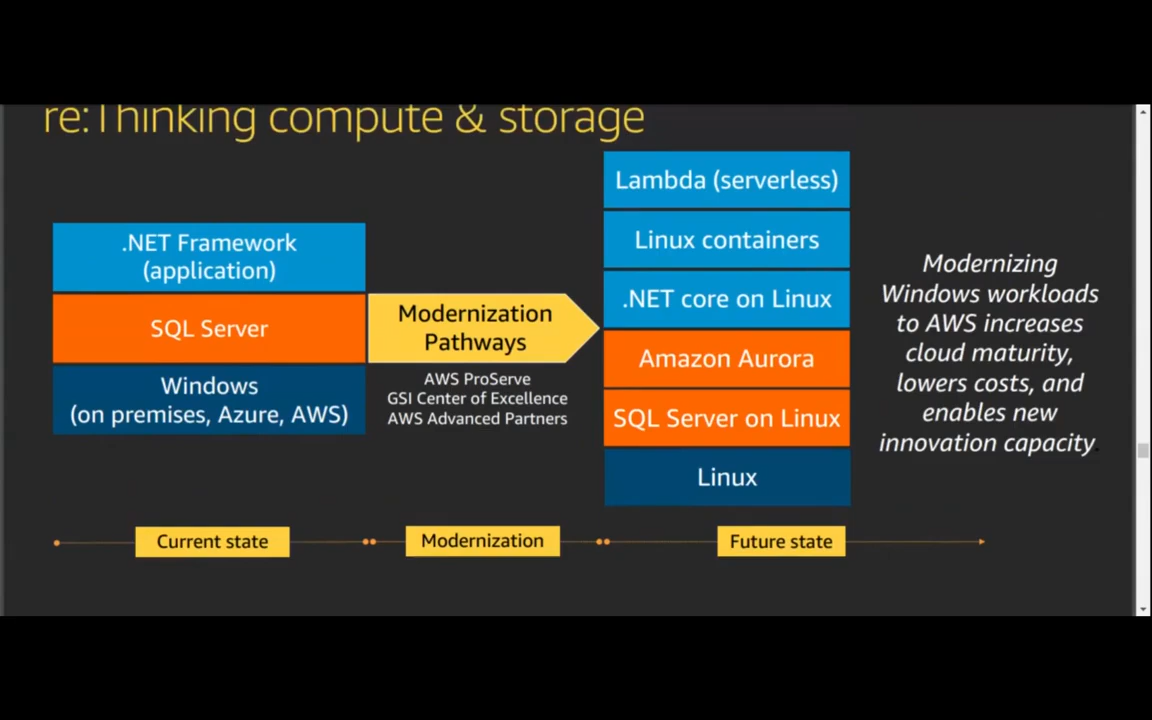 re:Thinking compute & storage
.NET Framework
(application)
SQL Server
Windows
(on premises, Azure, AWS)
Modernization
Pathways
AWS ProServe
GSI Center of Excellence
AWS Advanced Partners
Lambda (serverless)
Linux containers
.NET core on Linux
Amazon Aurora
SQL Server on Linux
Linux
Modernizing
Windows workloads
to AWS increases
cloud maturity,
lowers costs, and
enables new
innovation capacity.
Current state
Modernization
Future state